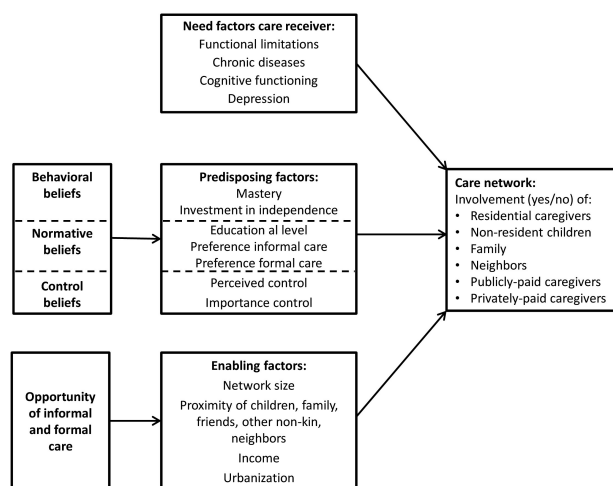 Need factors care receiver:
Functional limitations
Chronic diseases
Cognitive functioning
Depression
Behavioral
beliefs
Normative
beliefs
Control
beliefs
Predisposing factors:
Mastery
Investment in independence
Education al level
Preference informal care
Preference formal care
Perceived control
Importance control
Care network:
Involvement (yes/no) of:
• Residential caregivers
• Non-resident children
• Family
• Neighbors
• Publicly-paid caregivers
• Privately-paid caregivers
Opportunity
of informal
and formal
care
Enabling factors:
Network size
Proximity of children, family,
friends, other non-kin,
neighbors
Income
Urbanization